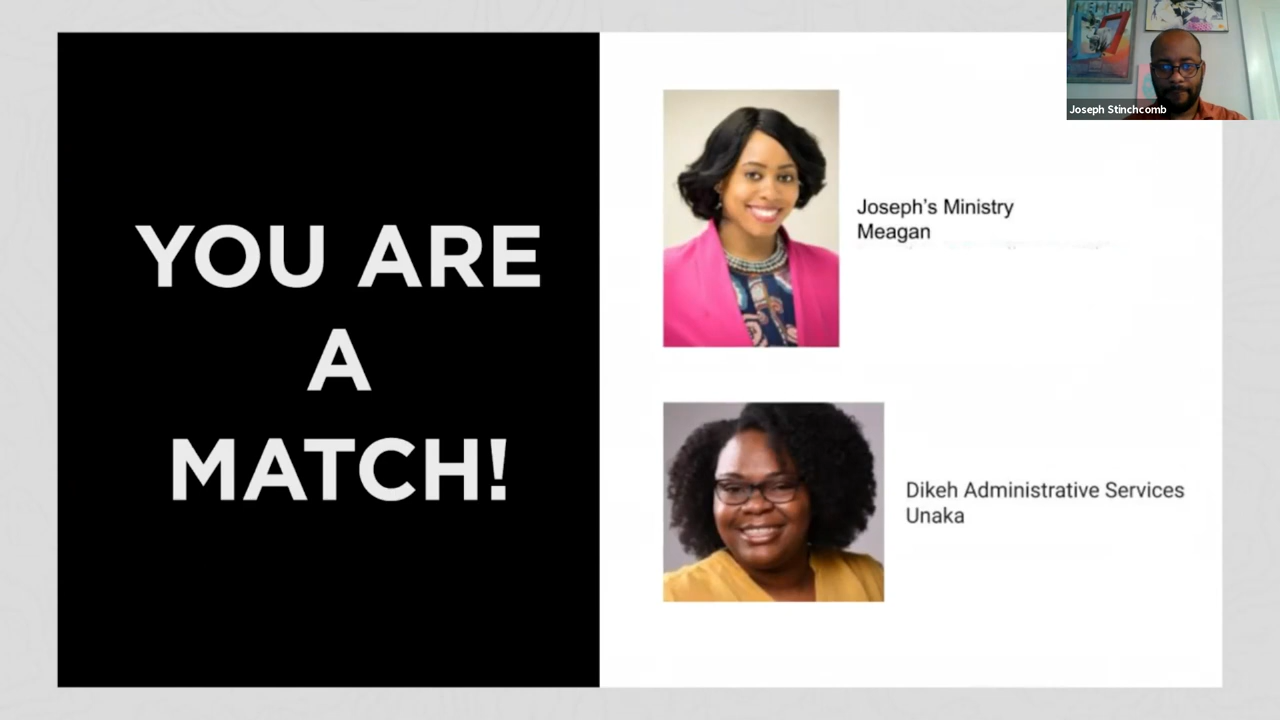 YOU ARE
A
MATCH!
Joseph's Ministry
Meagan
Dikeh Administrative Services
Unaka
Joseph Stinchcomb